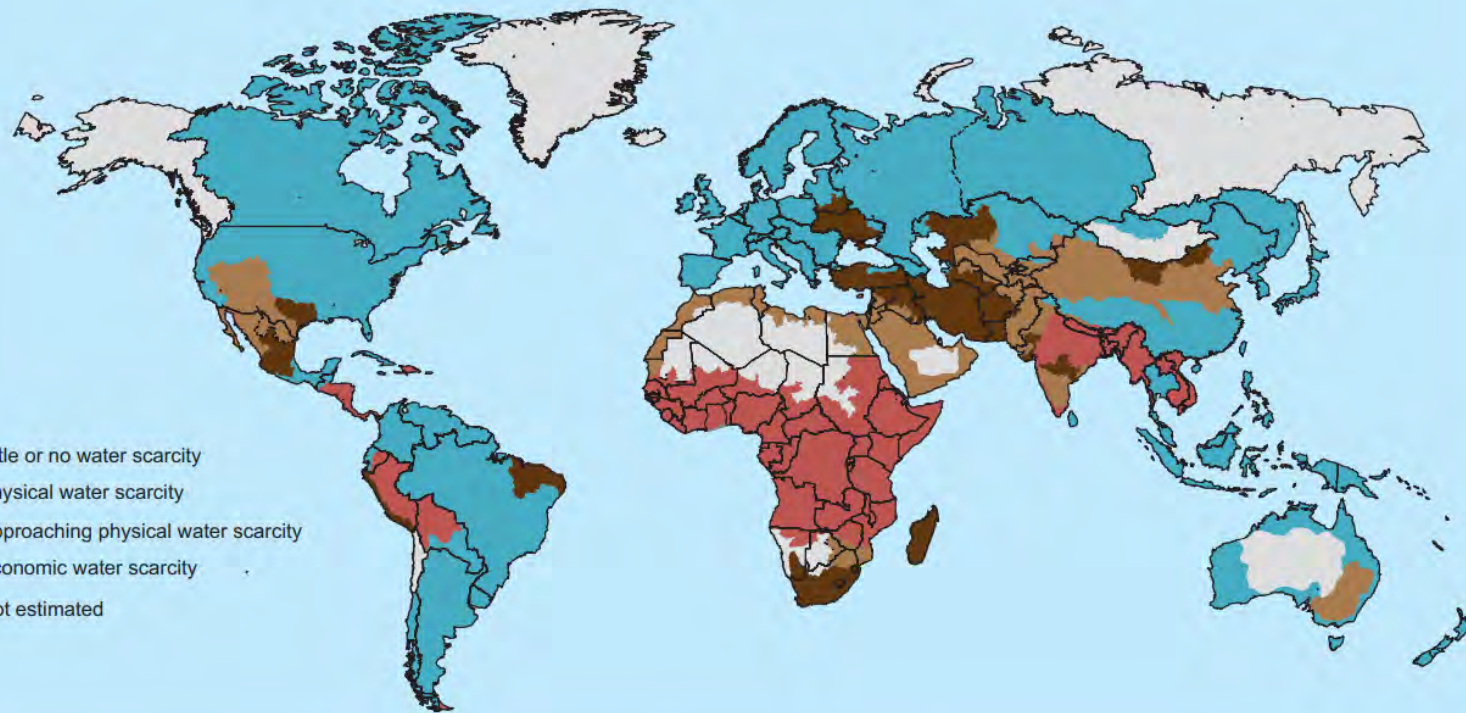 tle or no water scarcity
ysical water scarcity
proaching physical water scarcity
onomic water scarcity
ot estimated